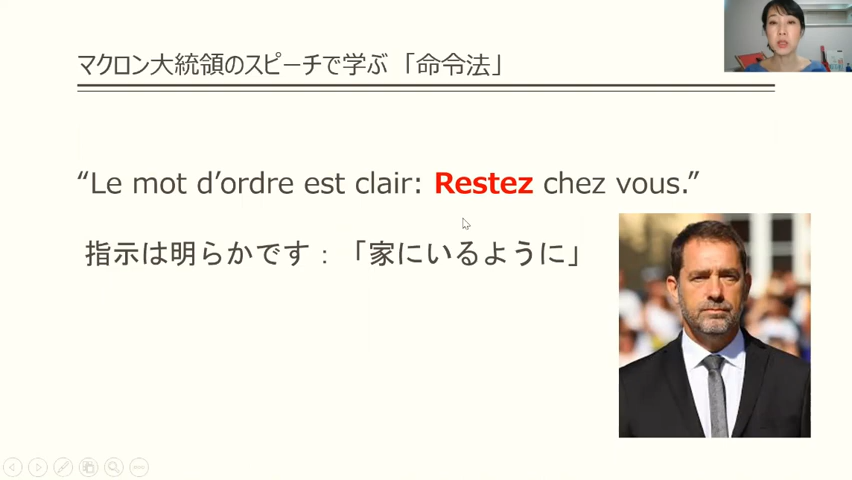 マクロン大統領のスピーチで学ぶ「命令法」
“Le mot d’ordre est clair: Restez chez vous.”
指示は明らかです：「家にいるように」